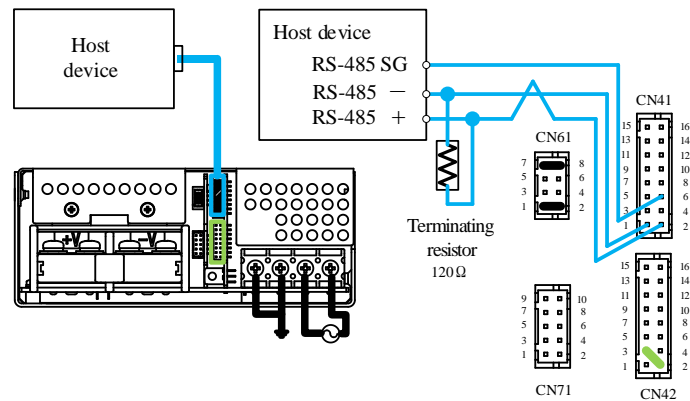 Host
device
Host device
RS-485 SG
RS-485 －
RS-485 ＋
Terminating
resistor
120Ω
+V
−V
CN61
7 8
5 6
3 4
1 2
CN41
15 16
13 14
11 12
9 10
7 8
5 6
3 4
1 2
CN71
9 10
7 8
5 6
3 4
1 2
CN42
15 16
13 14
11 12
9 10
7 8
5 6
3 4
1 2